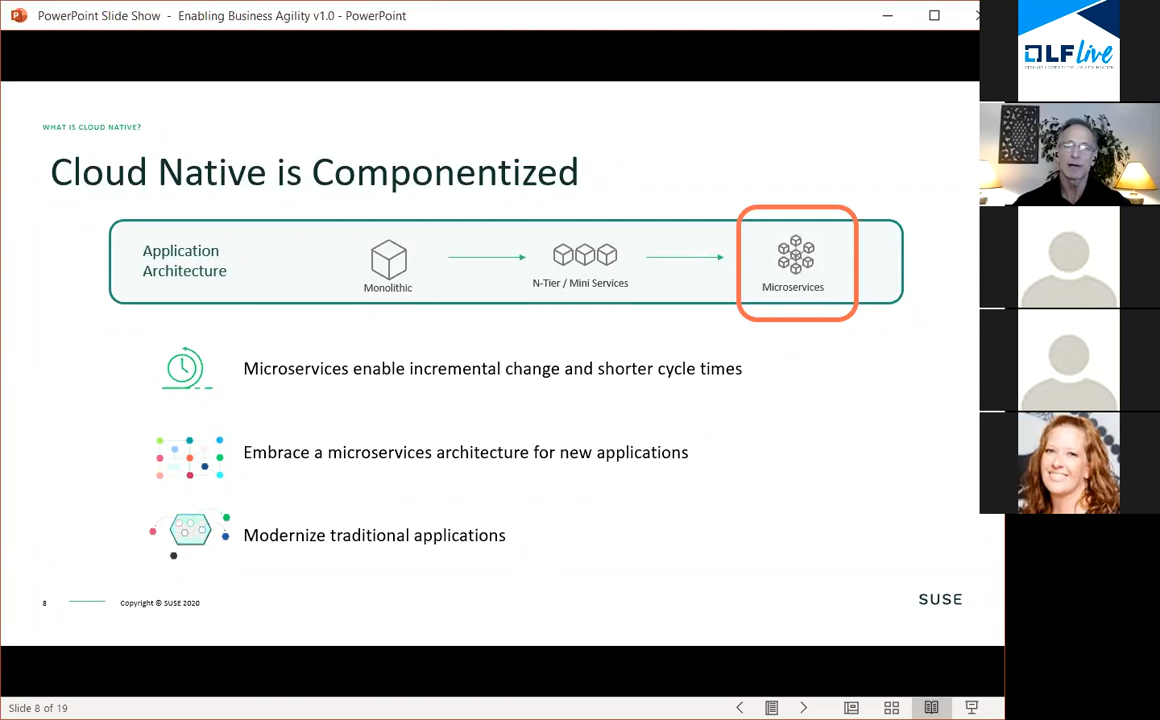 PowerPoint Slide Show - Enabling Business Agility v1.0 - PowerPoint
LF live
WHAT IS CLOUD NATIVE?
Cloud Native is Componentized
Application
Architecture
Monolithic
N-Tier / Mini Services
Microservices
Microservices enable incremental change and shorter cycle times
Embrace a microservices architecture for new applications
Modernize traditional applications
8
Copyright © SUSE 2020
SUSE
Slide 8 of 19